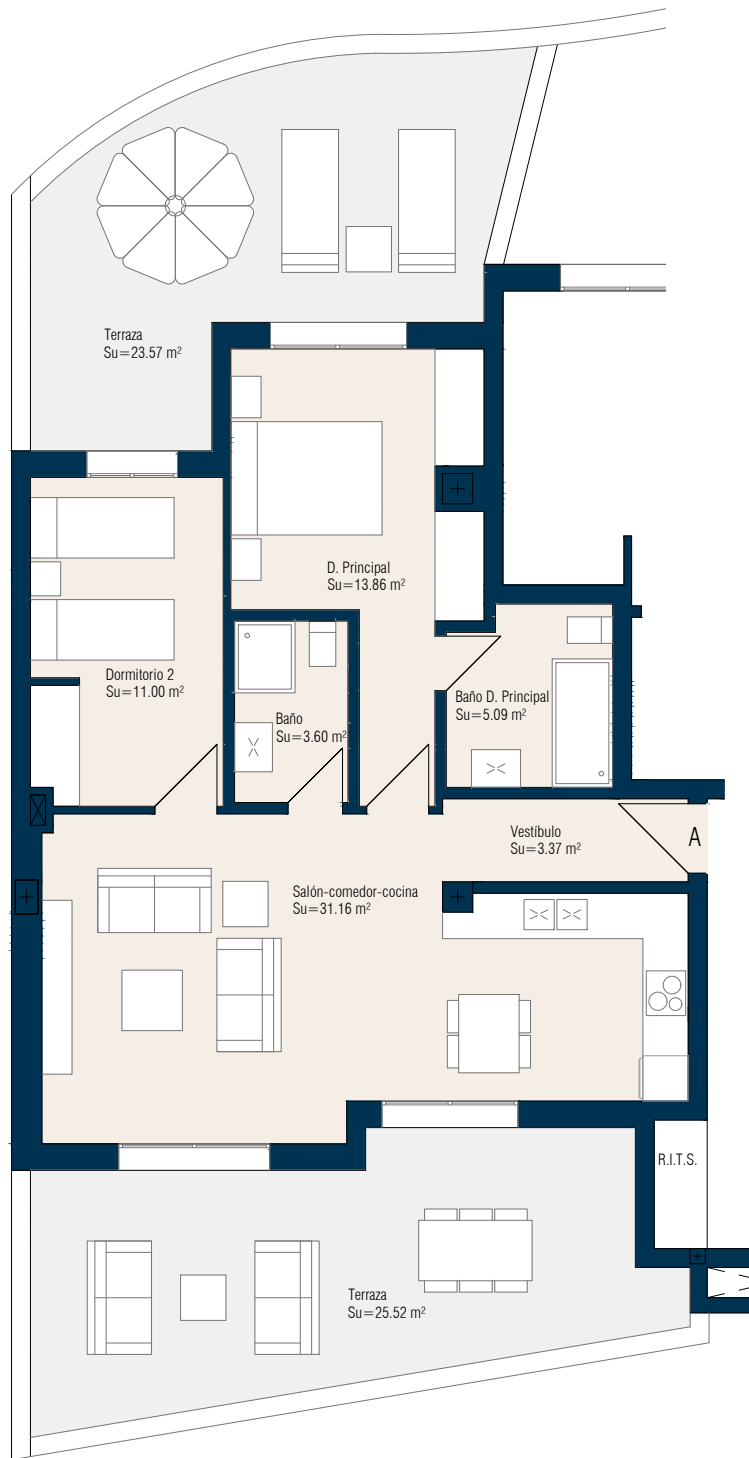 Terraza
Su=23.57 m²
D. Principal
Su=13.86 m²
Dormitorio 2
Su=11.00 m²
Baño
Su=3.60 m²
Baño D. Principal
Su=5.09 m²
Vestíbulo
Su=3.37 m²
A
Salón-comedor-cocina
Su=31.16 m²
R.I.T.S.
Terraza
Su=25.52 m²